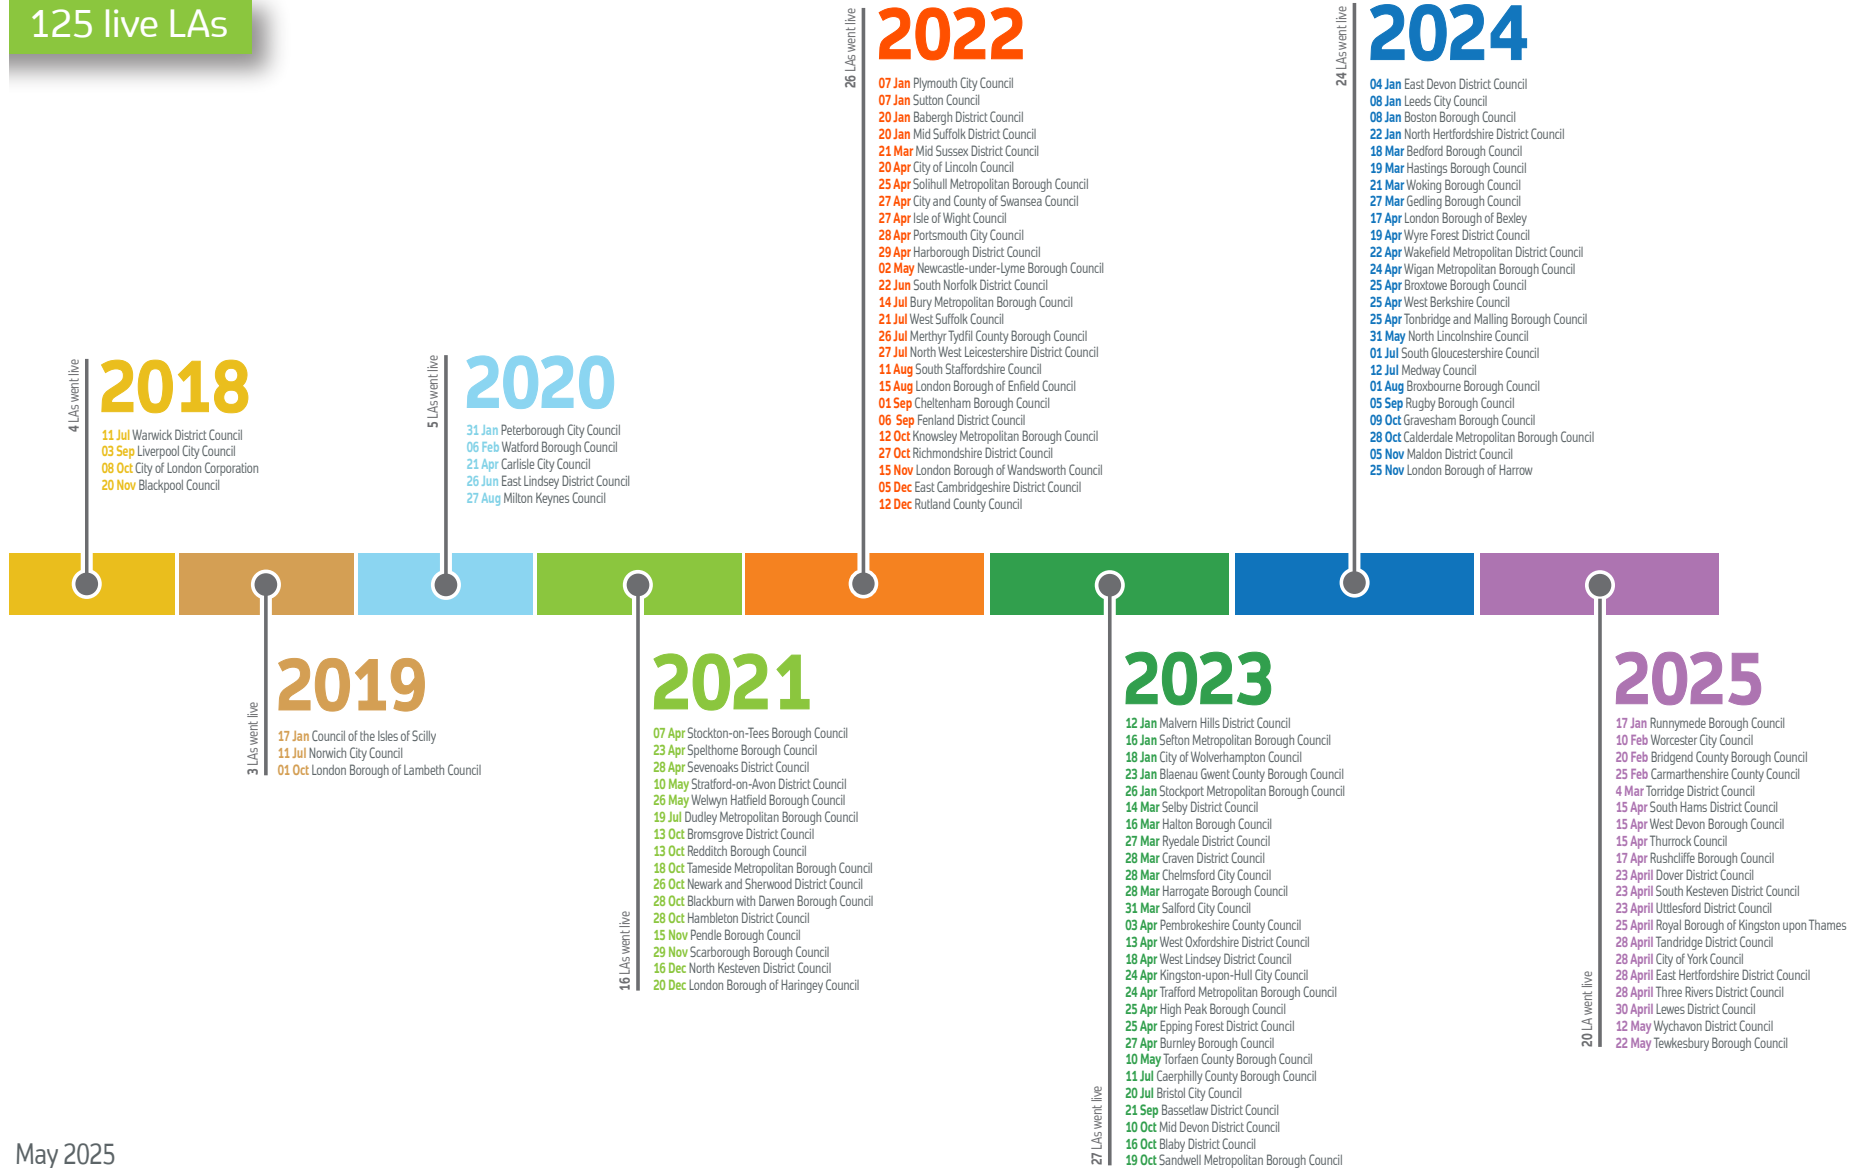 125 live LAs
4 LAs went live
2018
11 Jul Warwick District Council
03 Sep Liverpool City Council
08 Oct City of London Corporation
20 Nov Blackpool Council
3 LAs went live
2019
17 Jan Council of the Isles of Scilly
11 Jul Norwich City Council
01 Oct London Borough of Lambeth Council
5 LAs went live
2020
31 Jan Peterborough City Council
06 Feb Watford Borough Council
21 Apr Carlisle City Council
26 Jun East Lindsey District Council
27 Aug Milton Keynes Council
16 LAs went live
2021
07 Apr Stockton-on-Tees Borough Council
23 Apr Spelthorne Borough Council
28 Apr Sevenoaks District Council
10 May Stratford-on-Avon District Council
26 May Welwyn Hatfield Borough Council
19 Jul Dudley Metropolitan Borough Council
13 Oct Bromsgrove District Council
13 Oct Redditch Borough Council
18 Oct Tameside Metropolitan Borough Council
26 Oct Newark and Sherwood District Council
28 Oct Blackburn with Darwen Borough Council
28 Oct Hambleton District Council
15 Nov Pendle Borough Council
29 Nov Scarborough Borough Council
16 Dec North Kesteven District Council
20 Dec London Borough of Haringey Council
26 LAs went live
2022
07 Jan Plymouth City Council
07 Jan Sutton Council
20 Jan Babergh District Council
20 Jan Mid Suffolk District Council
21 Mar Mid Sussex District Council
20 Apr City of Lincoln Council
25 Apr Solihull Metropolitan Borough Council
27 Apr City and County of Swansea Council
27 Apr Isle of Wight Council
28 Apr Portsmouth City Council
29 Apr Harborough District Council
02 May Newcastle-under-Lyme Borough Council
22 Jun South Norfolk District Council
14 Jul Bury Metropolitan Borough Council
21 Jul West Suffolk Council
26 Jul Merthyr Tydfil County Borough Council
27 Jul North West Leicestershire District Council
11 Aug South Staffordshire Council
15 Aug London Borough of Enfield Council
01 Sep Cheltenham Borough Council
06 Sep Fenland District Council
12 Oct Knowsley Metropolitan Borough Council
27 Oct Richmondshire District Council
15 Nov London Borough of Wandsworth Council
05 Dec East Cambridgeshire District Council
12 Dec Rutland County Council
27 LAs went live
2023
12 Jan Malvern Hills District Council
16 Jan Sefton Metropolitan Borough Council
18 Jan City of Wolverhampton Council
23 Jan Blaenau Gwent County Borough Council
26 Jan Stockport Metropolitan Borough Council
14 Mar Selby District Council
16 Mar Halton Borough Council
27 Mar Ryedale District Council
28 Mar Craven District Council
28 Mar Chelmsford City Council
28 Mar Harrogate Borough Council
31 Mar Salford City Council
03 Apr Pembrokeshire County Council
13 Apr West Oxfordshire District Council
18 Apr West Lindsey District Council
24 Apr Kingston-upon-Hull City Council
24 Apr Trafford Metropolitan Borough Council
25 Apr High Peak Borough Council
25 Apr Epping Forest District Council
27 Apr Burnley Borough Council
10 May Torfaen County Borough Council
11 Jul Caerphilly County Borough Council
20 Jul Bristol City Council
21 Sep Bassetlaw District Council
10 Oct Mid Devon District Council
16 Oct Blaby District Council
19 Oct Sandwell Metropolitan Borough Council
24 LAs went live
2024
04 Jan East Devon District Council
08 Jan Leeds City Council
08 Jan Boston Borough Council
22 Jan North Hertfordshire District Council
18 Mar Bedford Borough Council
19 Mar Hastings Borough Council
21 Mar Woking Borough Council
27 Mar Gedling Borough Council
17 Apr London Borough of Bexley
19 Apr Wyre Forest District Council
22 Apr Wakefield Metropolitan District Council
24 Apr Wigan Metropolitan Borough Council
25 Apr Broxtowe Borough Council
25 Apr West Berkshire Council
25 Apr Tonbridge and Malling Borough Council
31 May North Lincolnshire Council
01 Jul South Gloucestershire Council
12 Jul Medway Council
01 Aug Broxbourne Borough Council
05 Sep Rugby Borough Council
09 Oct Gravesham Borough Council
28 Oct Calderdale Metropolitan Borough Council
05 Nov Maldon District Council
25 Nov London Borough of Harrow
20 LA went live
2025
17 Jan Runnymede Borough Council
10 Feb Worcester City Council
20 Feb Bridgend County Borough Council
25 Feb Carmarthenshire County Council
4 Mar Torridge District Council
15 Apr South Hams District Council
15 Apr West Devon Borough Council
15 Apr Thurrock Council
17 Apr Rushcliffe Borough Council
23 April Dover District Council
23 April South Kesteven District Council
23 April Uttlesford District Council
25 April Royal Borough of Kingston upon Thames
28 April Tandridge District Council
28 April City of York Council
28 April East Hertfordshire District Council
28 April Three Rivers District Council
30 April Lewes District Council
12 May Wychavon District Council
22 May Tewkesbury Borough Council
May 2025